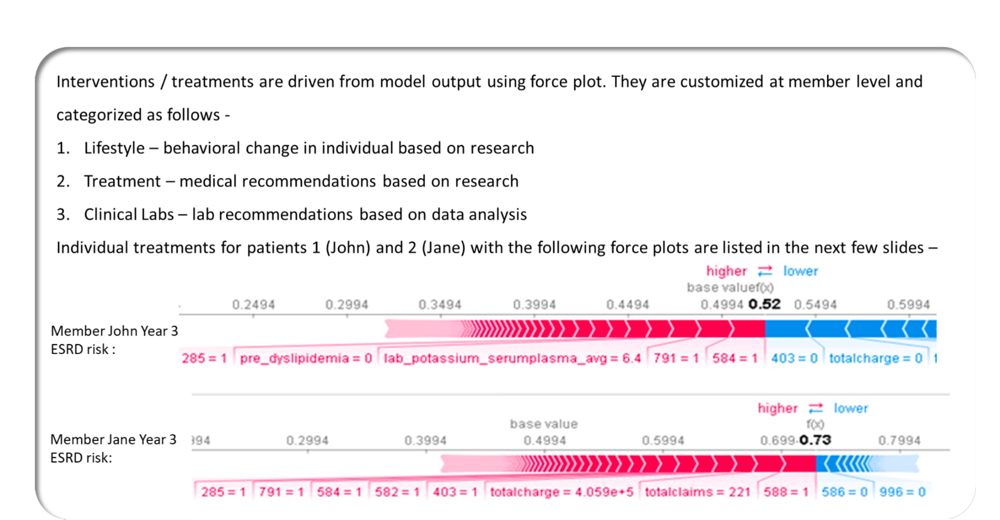 Interventions / treatments are driven from model output using force plot. They are customized at member level and
categorized as follows -
1. Lifestyle – behavioral change in individual based on research
2. Treatment – medical recommendations based on research
3. Clinical Labs – lab recommendations based on data analysis
Individual treatments for patients 1 (John) and 2 (Jane) with the following force plots are listed in the next few slides –
higher ⇄ lower
base value f(x)
0.2494 0.2994 0.3494 0.3994 0.4494 0.4994 0.52 0.5494 0.5994
Member John Year 3
ESRD risk :
285 = 1 pre_dyslipidemia = 0 lab_potassium_serumplasma_avg = 6.4 791 = 1 584 = 1 403 = 0 totalcharge = 0
higher ⇄ lower
base value f(x)
94 0.2994 0.3994 0.4994 0.5994 0.699 0.73 0.7994
Member Jane Year 3
ESRD risk:
285 = 1 791 = 1 584 = 1 582 = 1 403 = 1 totalcharge = 4.059e+5 totalclaims = 221 588 = 1 586 = 0 996 = 0